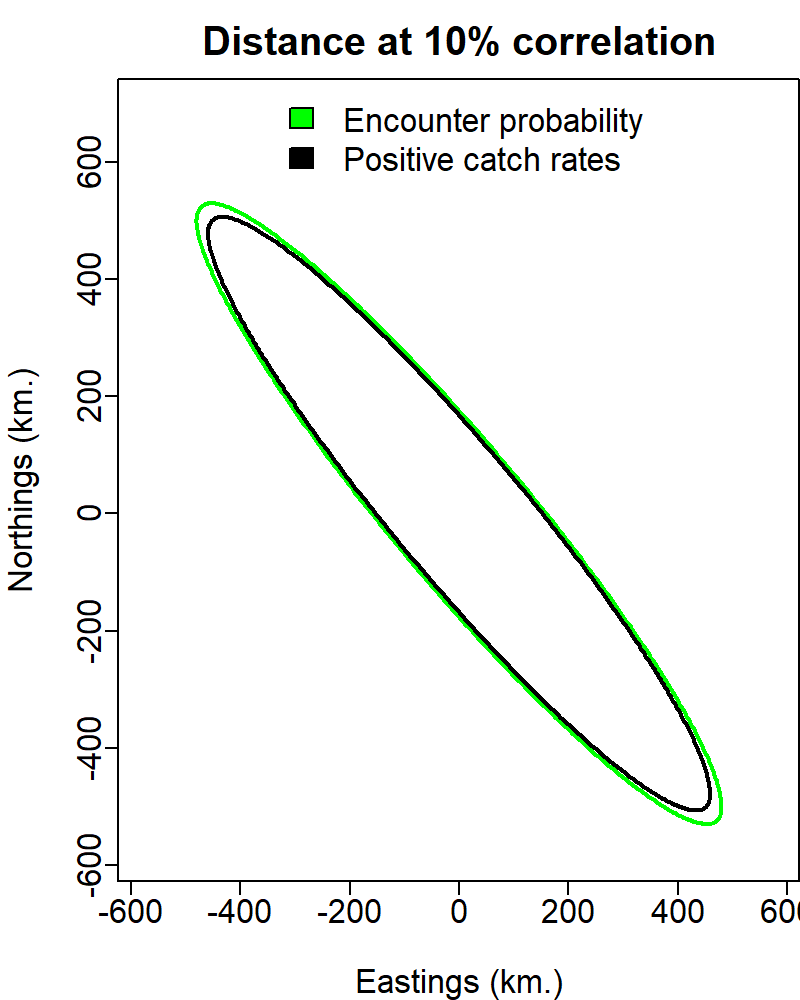 Distance at 10% correlation
Encounter probability
Positive catch rates
600
400
200
0
-200
-400
-600
Northings (km.)
-600 -400 -200 0 200 400 600
Eastings (km.)